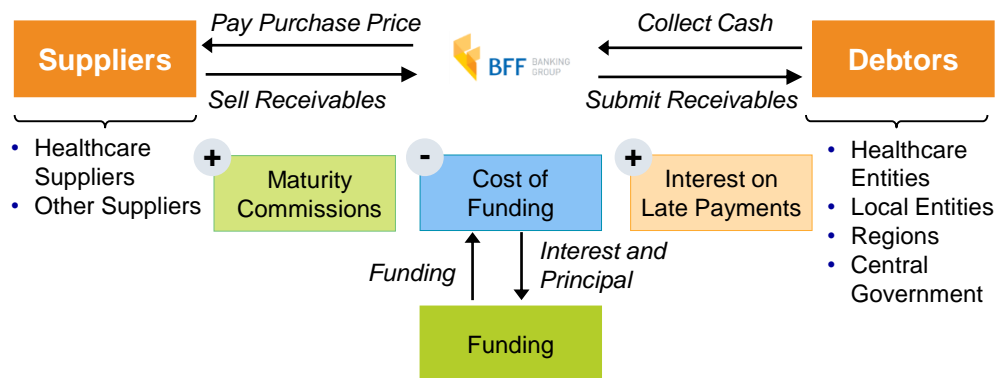 Pay Purchase Price
Collect Cash
Suppliers
BFF BANKING
GROUP
Debtors
Sell Receivables
Submit Receivables
• Healthcare
Suppliers
• Other Suppliers
+
Maturity
Commissions
-
Cost of
Funding
+
Interest on
Late Payments
• Healthcare
Entities
• Local Entities
• Regions
• Central
Government
Funding
Interest and
Principal
Funding